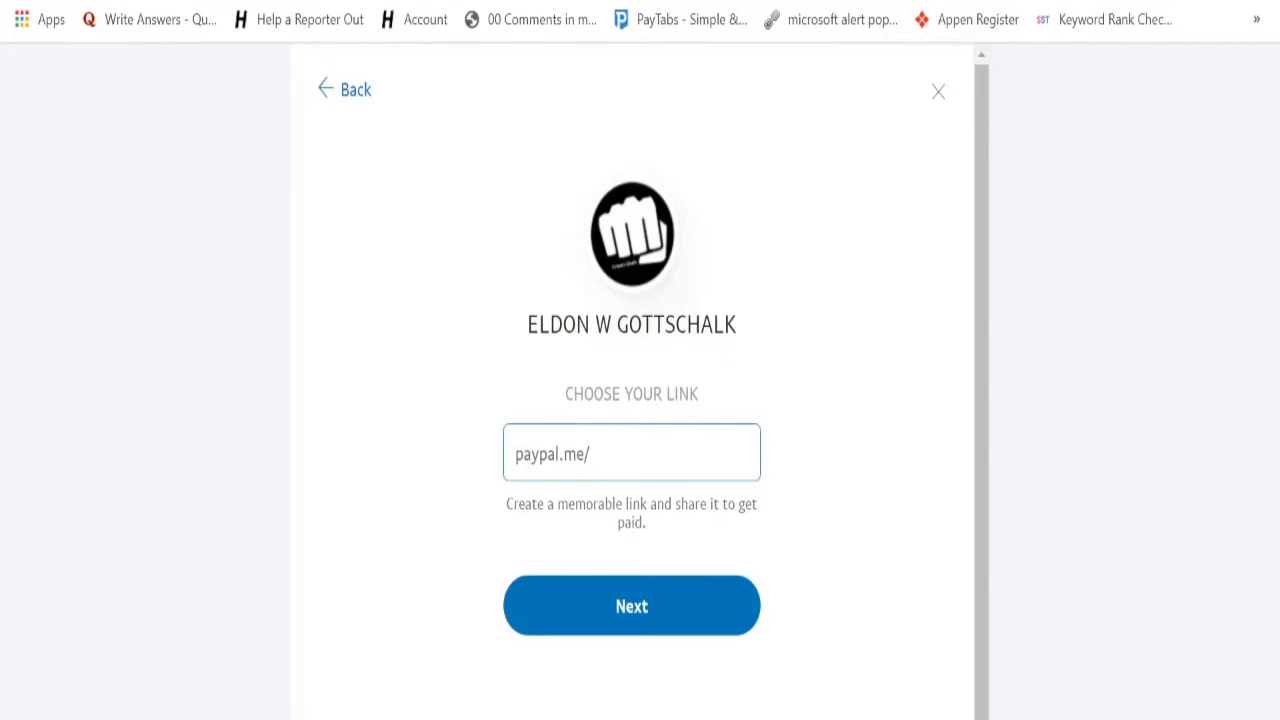 Apps Write Answers - Qu... Help a Reporter Out Account 00 Comments in m... PayTabs - Simple &... microsoft alert pop... Appen Register SST Keyword Rank Chec... »
Back
ELDON W GOTTSCHALK
CHOOSE YOUR LINK
paypal.me/
Create a memorable link and share it to get
paid.
Next